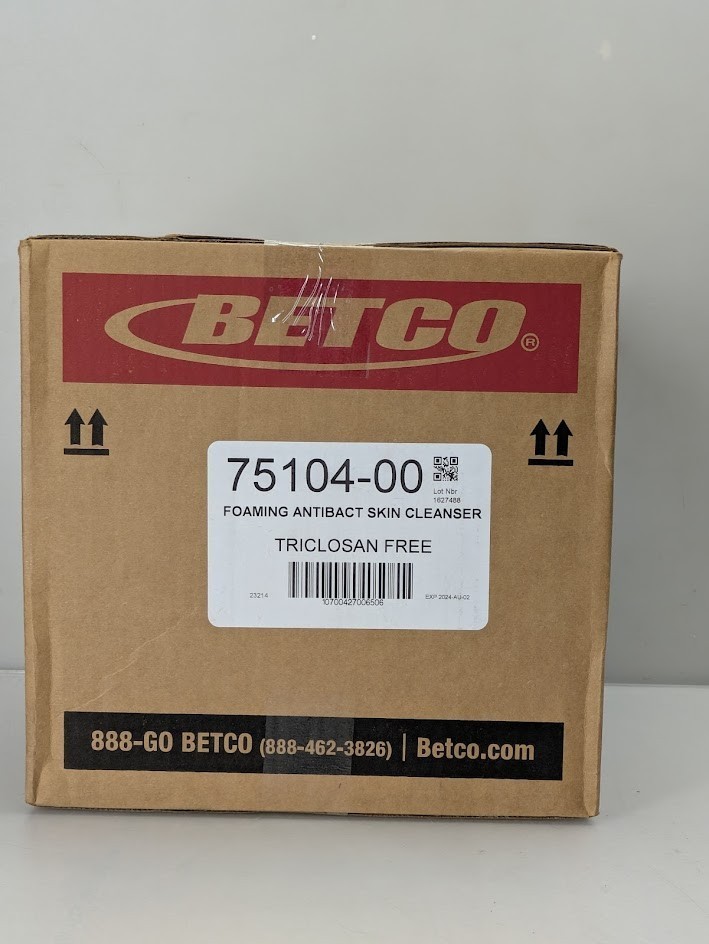 BETCO®
75104-00
Lot Nbr
1627488
FOAMING ANTIBACT SKIN CLEANSER
TRICLOSAN FREE
23214
10700427006506
EXP 2024-AU-02
888-GO BETCO (888-462-3826) | Betco.com